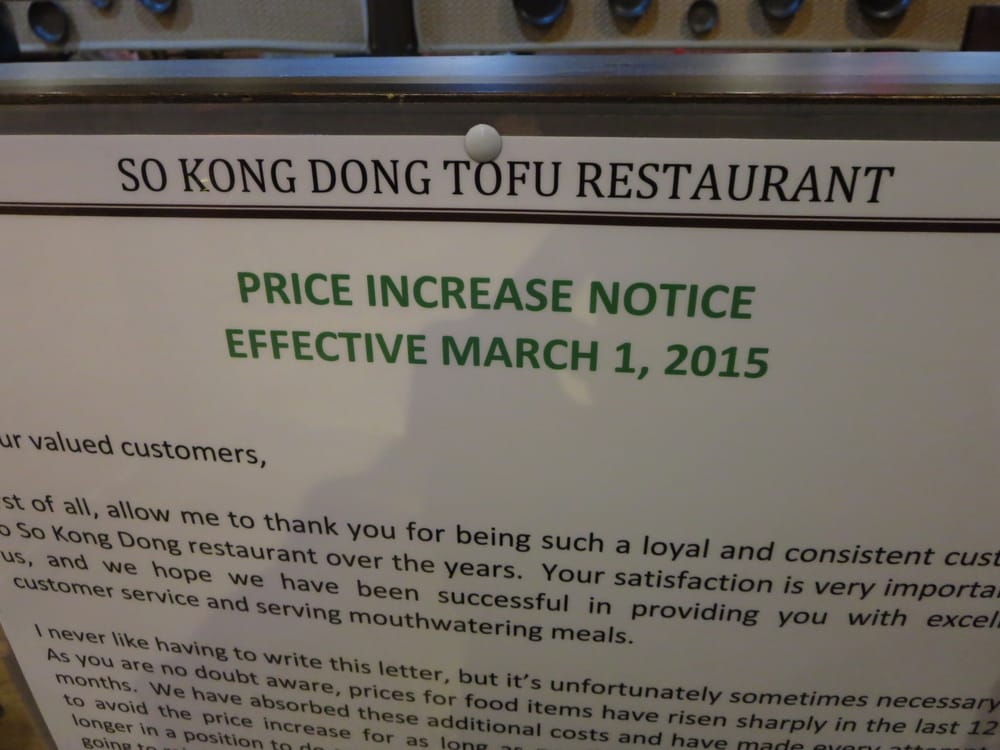 SO KONG DONG TOFU RESTAURANT
PRICE INCREASE NOTICE
EFFECTIVE MARCH 1, 2015
valued customers,
of all, allow me to thank you for being such a loyal and consistent
So Kong Dong restaurant over the years. Your satisfaction is very
us, and we hope we have been successful in providing you with
customer service and serving mouthwatering meals.
I never like having to write this letter, but it's unfortunately sometimes necessary
As you are no doubt aware, prices for food items have risen sharply in the last 12
months. We have absorbed these additional costs and have made every
to avoid the price increase for as long as
longer in a position to
going to